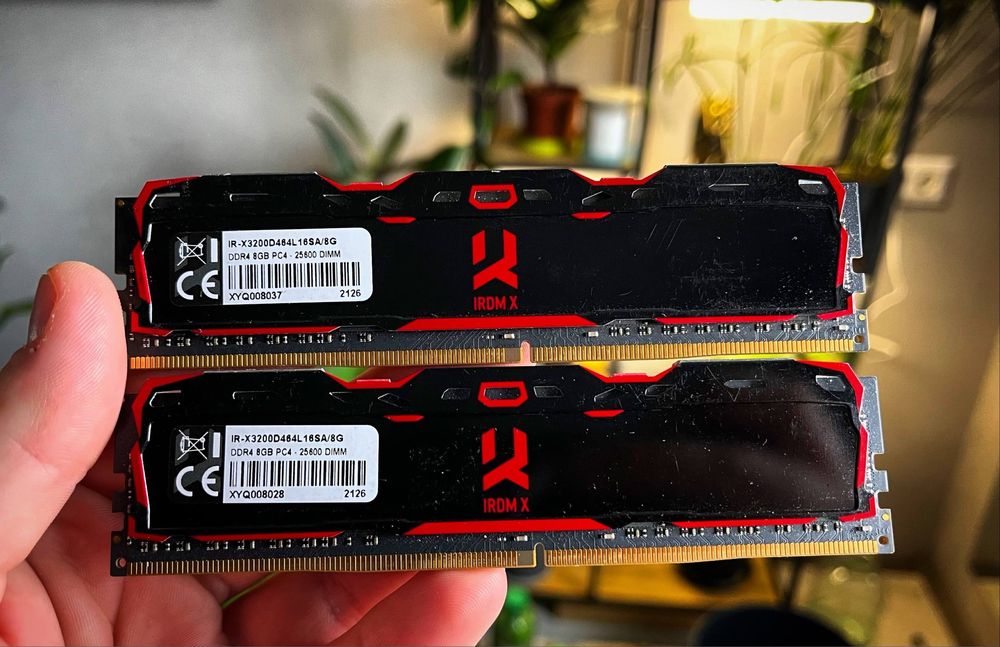 IR-X3200D464L16SA/8G
DDR4 8GB PC4 - 25600 DIMM
XYQ008037 2126
IRDM X
IR-X3200D464L16SA/8G
DDR4 8GB PC4 - 25600 DIMM
XYQ008028 2126
IRDM X